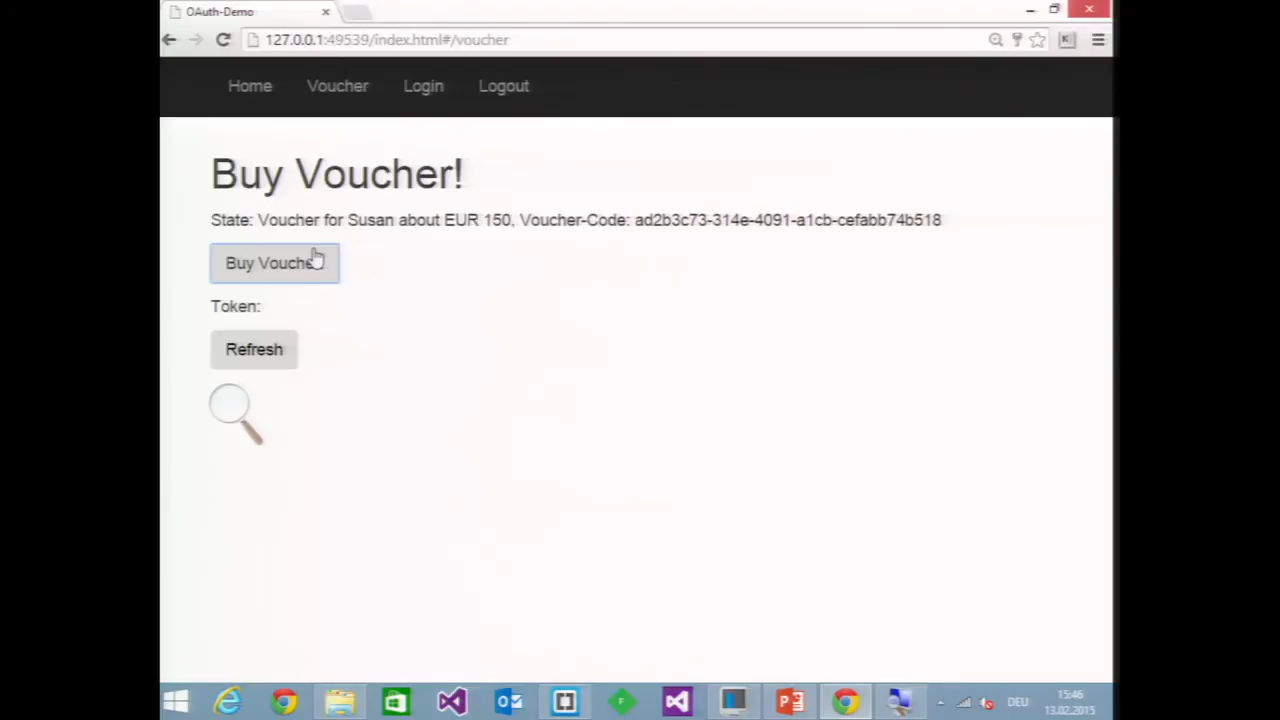 OAuth-Demo
127.0.0.1:49539/index.html#/voucher
Home Voucher Login Logout
Buy Voucher!
State: Voucher for Susan about EUR 150, Voucher-Code: ad2b3c73-314e-4091-a1cb-cefabb74b518
Buy Voucher
Token:
Refresh
15:46
DEU
13.02.2015